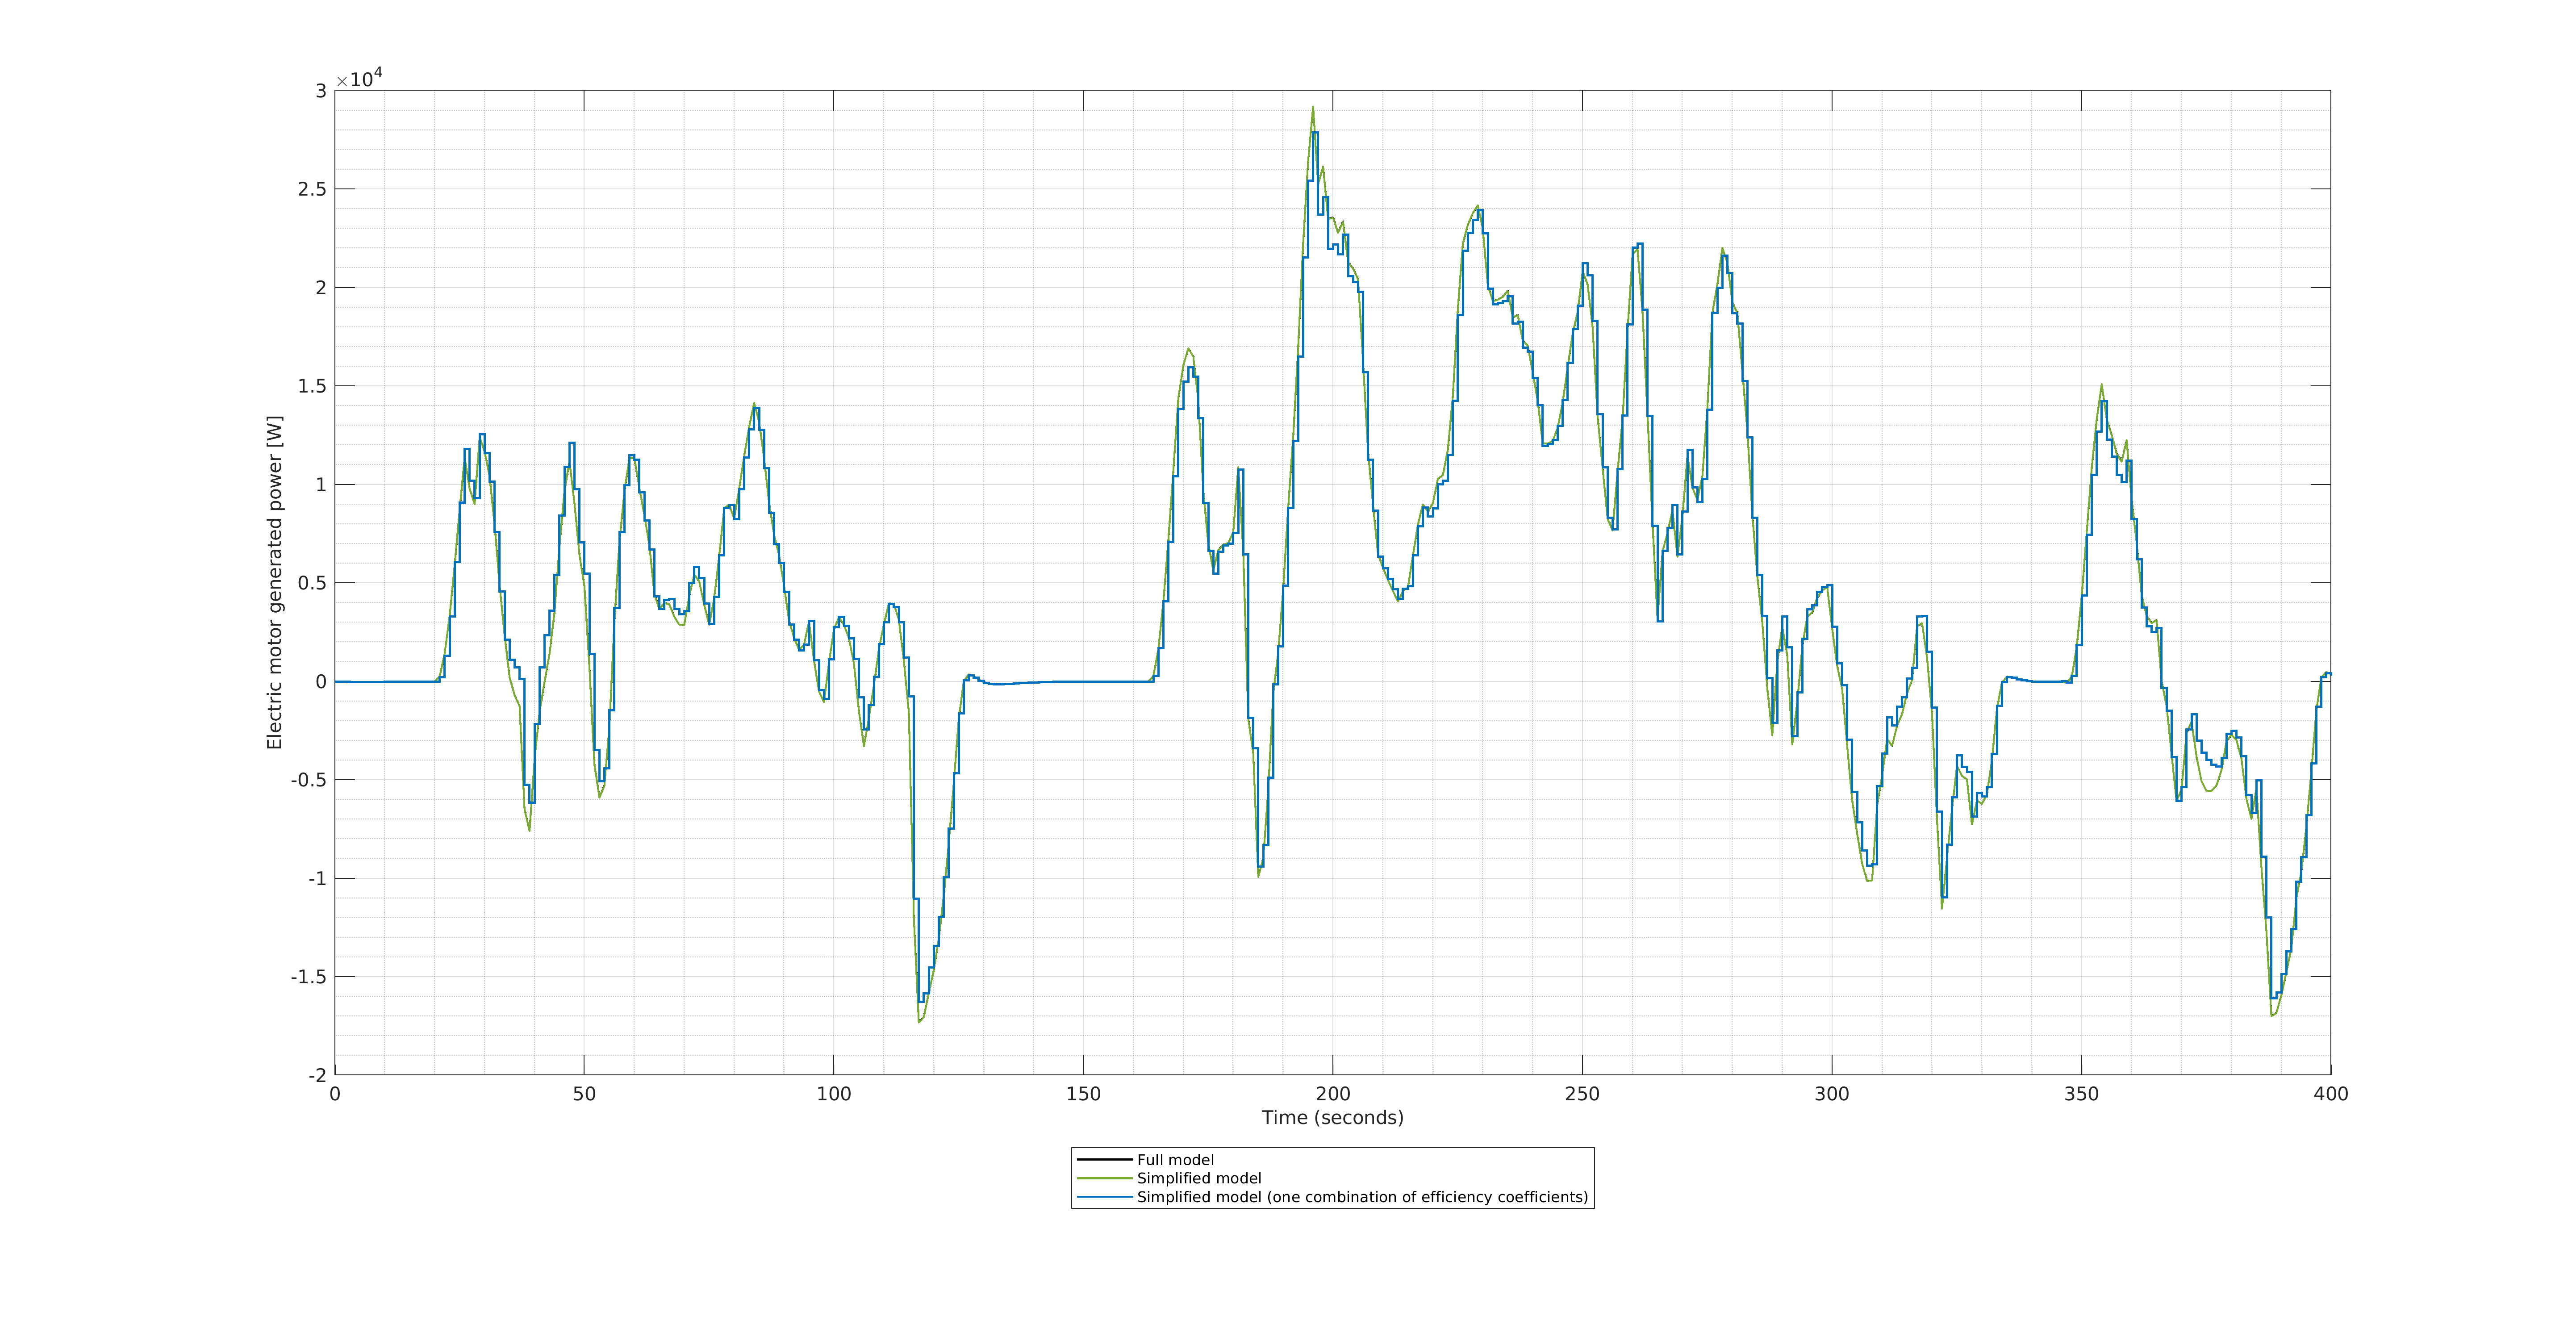 ×10⁴
3
2.5
2
1.5
1
0.5
0
-0.5
-1
-1.5
-2
Electric motor generated power [W]
0 50 100 150 200 250 300 350 400
Time (seconds)
Full model
Simplified model
Simplified model (one combination of efficiency coefficients)